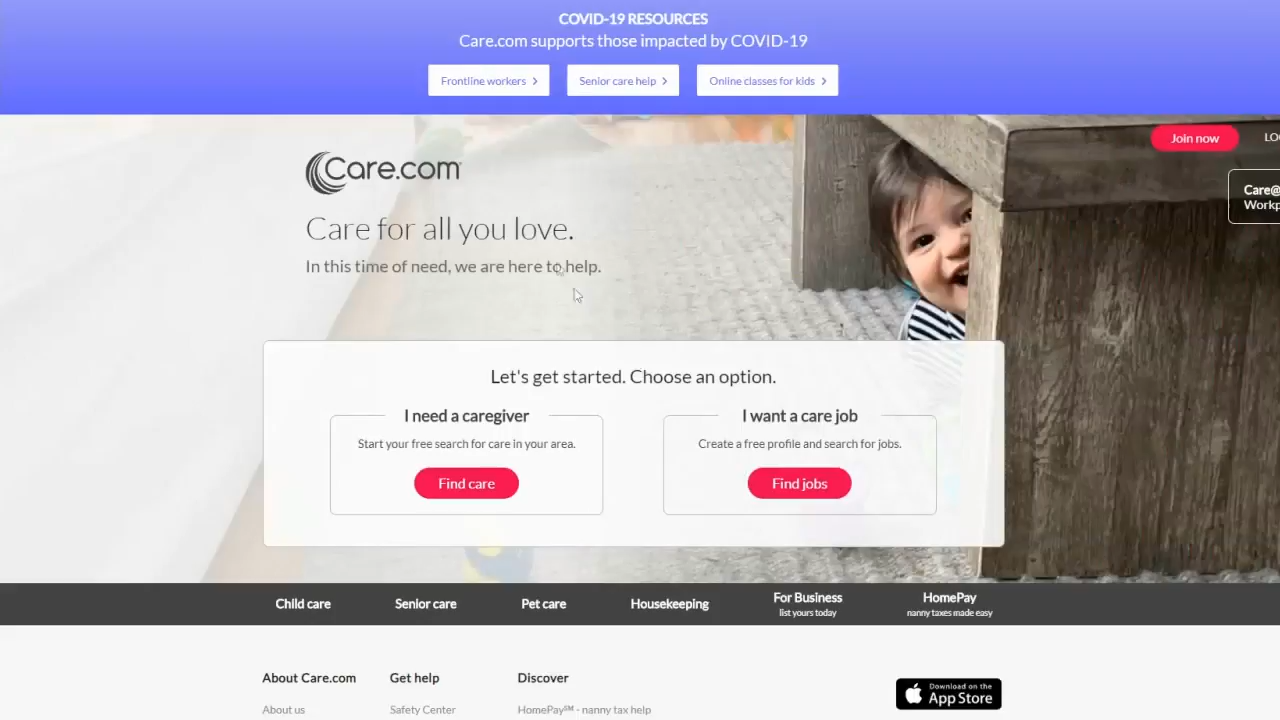 COVID-19 RESOURCES
Care.com supports those impacted by COVID-19
Frontline workers
Senior care help
Online classes for kids
Join now
LO
Care.com
Care@
Workp
Care for all you love.
In this time of need, we are here to help.
Let's get started. Choose an option.
I need a caregiver
Start your free search for care in your area.
Find care
I want a care job
Create a free profile and search for jobs.
Find jobs
Child care
Senior care
Pet care
Housekeeping
For Business
list yours today
HomePay
nanny taxes made easy
About Care.com
Get help
Discover
Download on the
App Store
About us
Safety Center
HomePay℠ - nanny tax help